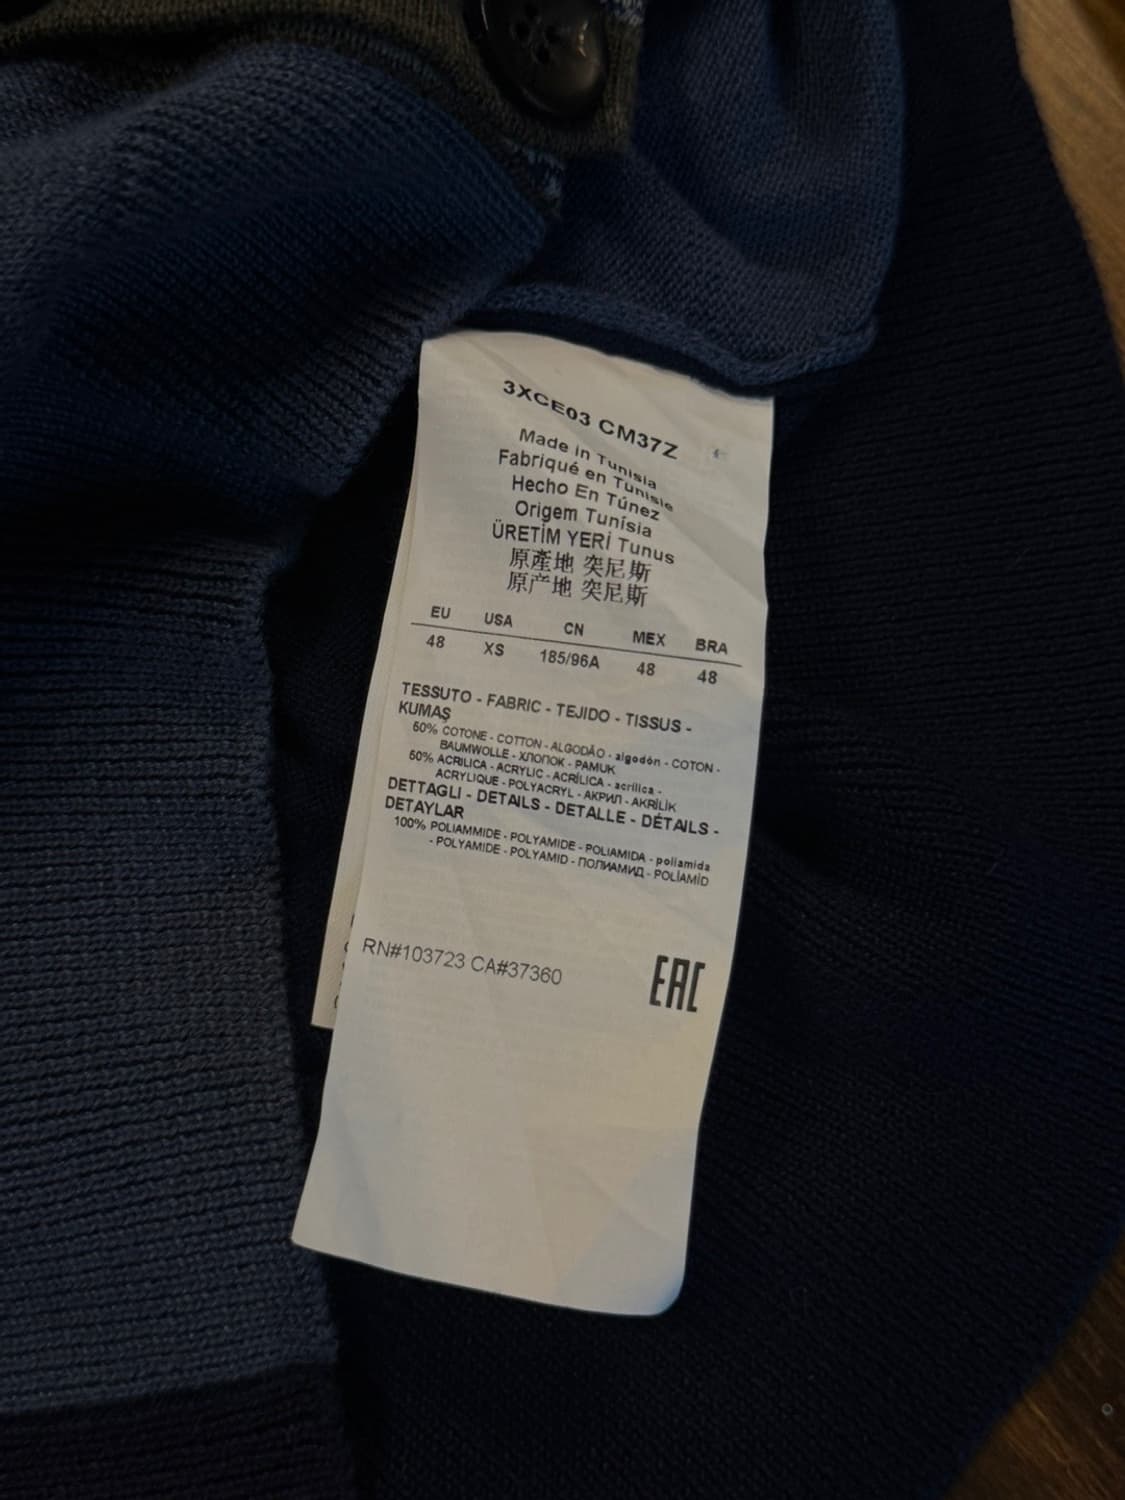 3XCE03 CM37Z
Made in Tunisia
Fabriqué en Tunisie
Hecho En Túnez
Origem Tunísia
ÜRETİM YERİ Tunus
原產地 突尼斯
原产地 突尼斯
EU USA CN MEX BRA
48 XS 185/96A 48 48
TESSUTO - FABRIC - TEJIDO - TISSUS -
KUMAŞ
50% COTONE - COTTON - ALGODÃO - algodón - COTON -
BAUMWOLLE - ХЛОПОК - PAMUK
50% ACRILICA - ACRYLIC - ACRÍLICA - acrílica -
ACRYLIQUE - POLYACRYL - АКРИЛ - AKRİLİK
DETTAGLI - DETAILS - DETALLE - DÉTAILS -
DETAYLAR
100% POLIAMMIDE - POLYAMIDE - POLIAMIDA - poliamida
- POLYAMIDE - POLYAMID - ПОЛИАМИД - POLİAMİD
RN#103723 CA#37360
EAC